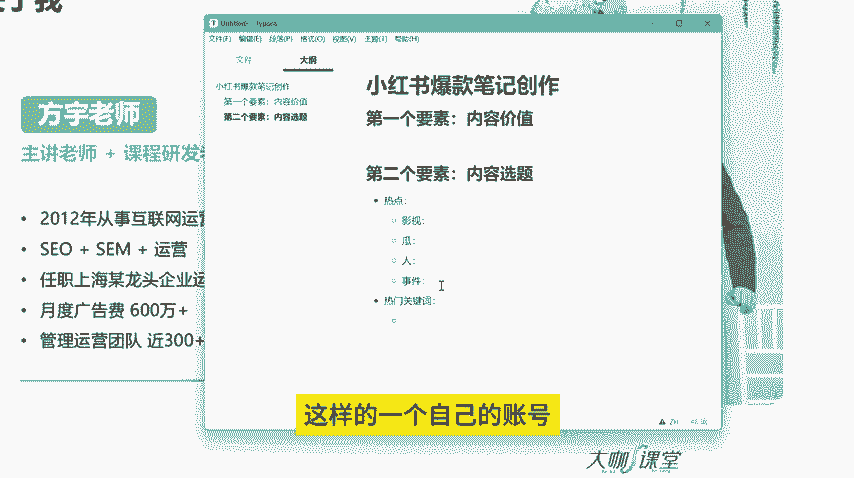 方宇老师
主讲老师 + 课程研发
• 2012年从事互联网运营
• SEO + SEM + 运营
• 任职上海某龙头企业运
• 月度广告费 600万+
• 管理运营团队 近300+
文件(F) 编辑(E) 段落(P) 格式(O) 视图(V) 主题(T) 帮助(H)
文件 大纲
小红书爆款笔记创作
第一个要素：内容价值
第二个要素：内容选题
小红书爆款笔记创作
第一个要素：内容价值
第二个要素：内容选题
• 热点：
◦ 影视：
◦ 瓜：
◦ 人：
◦ 事件：
• 热门关键词：
这样的一个自己的账号
大咖课堂